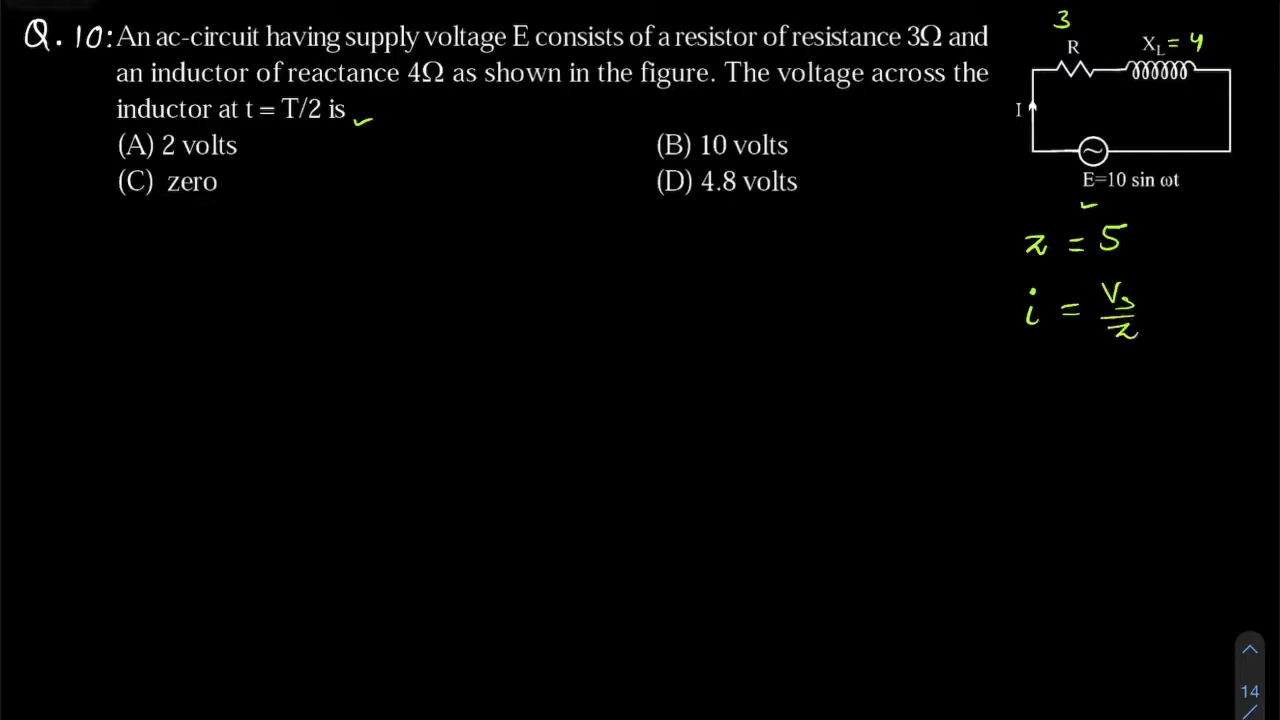 Q. 10: An ac-circuit having supply voltage E consists of a resistor of resistance 3Ω and
an inductor of reactance 4Ω as shown in the figure. The voltage across the
inductor at t = T/2 is
(A) 2 volts
(B) 10 volts
(C) zero
(D) 4.8 volts
3
R
X_L = 4
I
E=10 sin ωt
z = 5
i = V_s/z
14